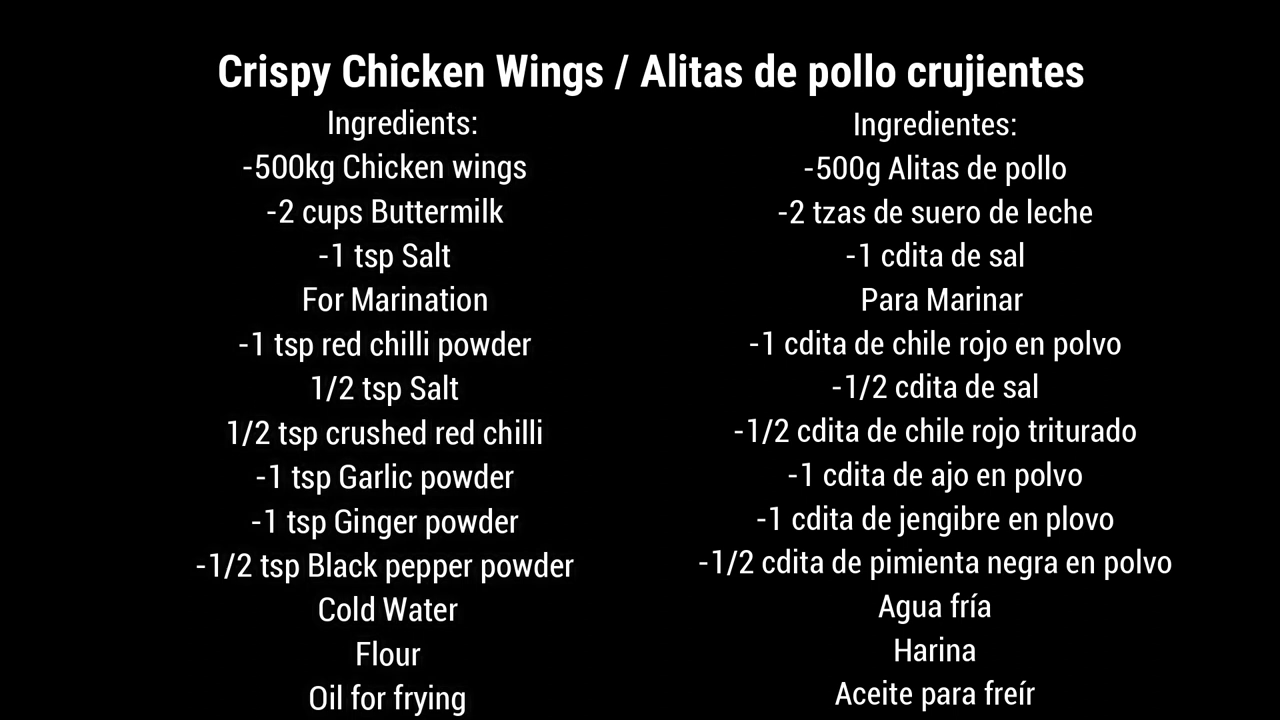 Crispy Chicken Wings / Alitas de pollo crujientes
Ingredients:
-500kg Chicken wings
-2 cups Buttermilk
-1 tsp Salt
For Marination
-1 tsp red chilli powder
1/2 tsp Salt
1/2 tsp crushed red chilli
-1 tsp Garlic powder
-1 tsp Ginger powder
-1/2 tsp Black pepper powder
Cold Water
Flour
Oil for frying
Ingredientes:
-500g Alitas de pollo
-2 tzas de suero de leche
-1 cdita de sal
Para Marinar
-1 cdita de chile rojo en polvo
-1/2 cdita de sal
-1/2 cdita de chile rojo triturado
-1 cdita de ajo en polvo
-1 cdita de jengibre en plovo
-1/2 cdita de pimienta negra en polvo
Agua fría
Harina
Aceite para freír